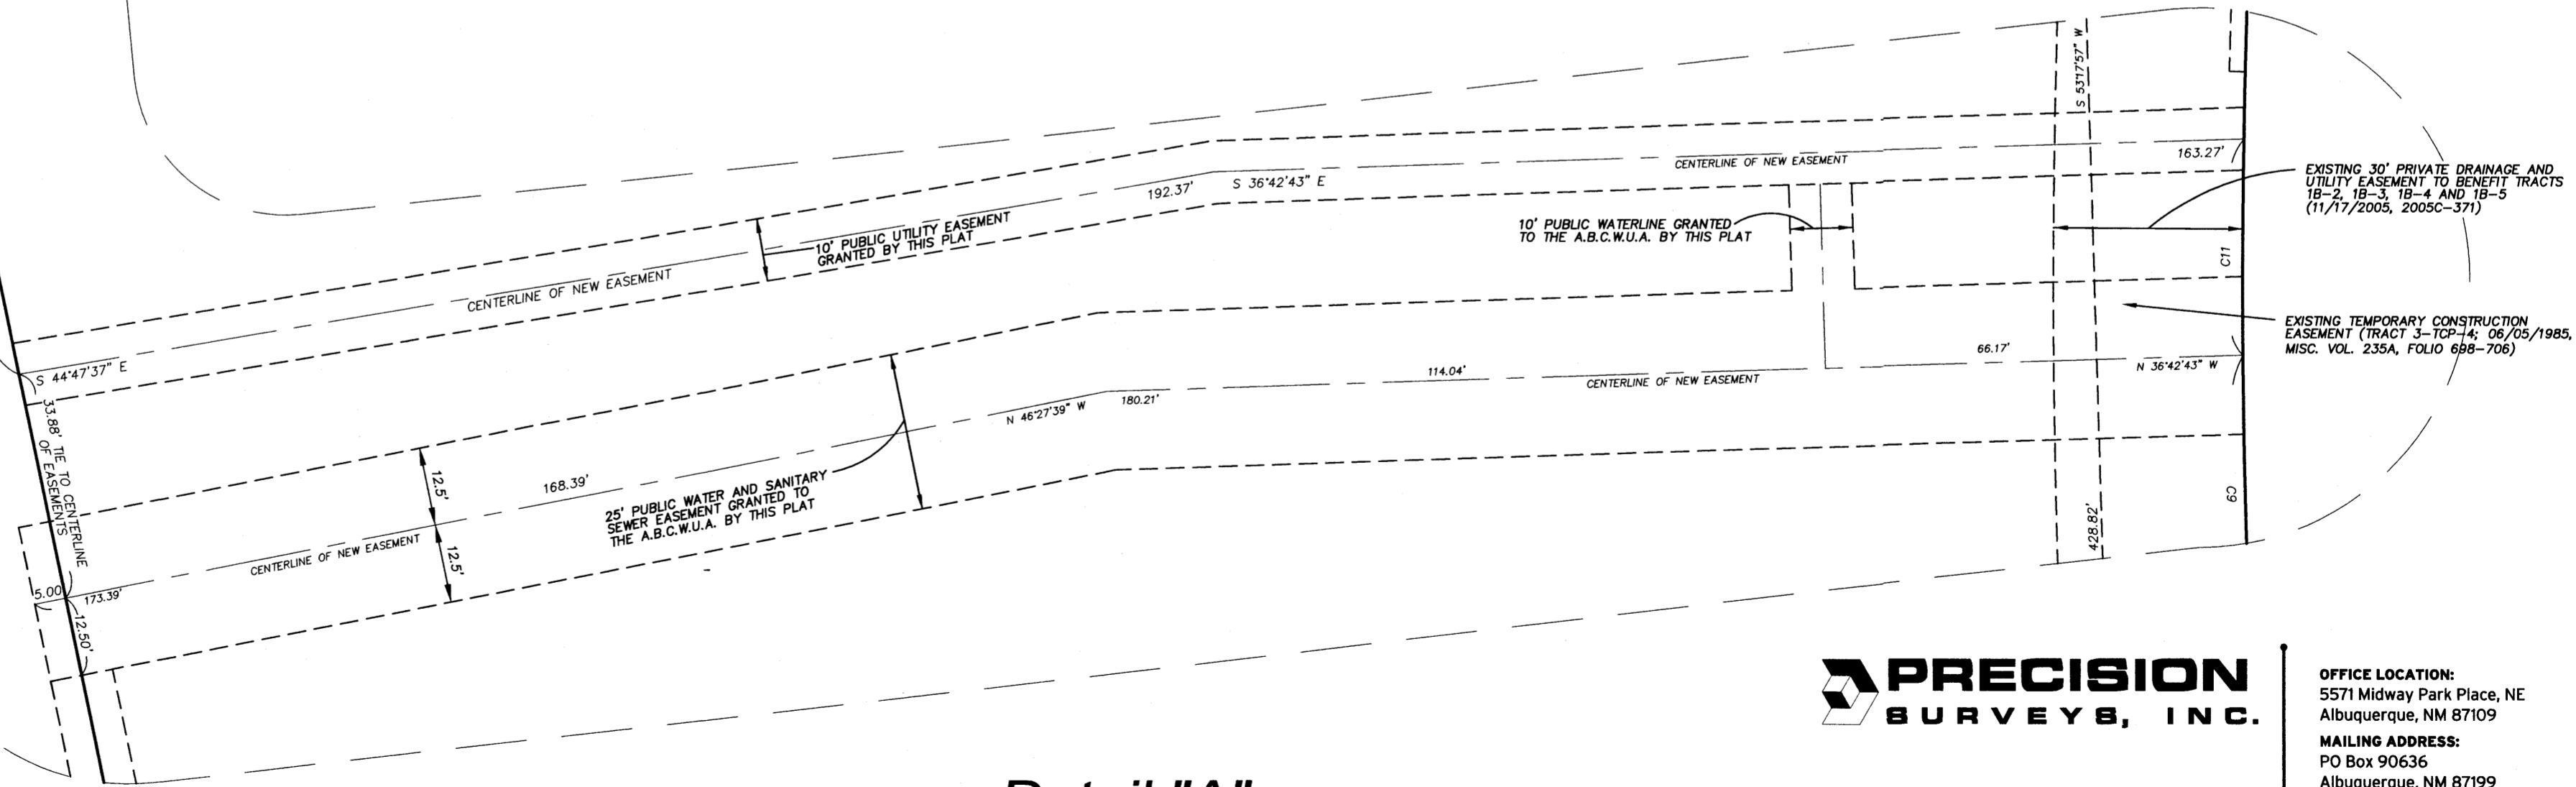 S 53°17'57" W
163.27'
CENTERLINE OF NEW EASEMENT
192.37'
S 36°42'43" E
EXISTING 30' PRIVATE DRAINAGE AND
UTILITY EASEMENT TO BENEFIT TRACTS
1B-2, 1B-3, 1B-4 AND 1B-5
(11/17/2005, 2005C-371)
10' PUBLIC UTILITY EASEMENT
GRANTED BY THIS PLAT
10' PUBLIC WATERLINE GRANTED
TO THE A.B.C.W.U.A. BY THIS PLAT
C11
CENTERLINE OF NEW EASEMENT
EXISTING TEMPORARY CONSTRUCTION
EASEMENT (TRACT 3-TCP-4; 06/05/1985,
MISC. VOL. 235A, FOLIO 698-706)
S 44°47'37" E
66.17'
N 36°42'43" W
114.04'
CENTERLINE OF NEW EASEMENT
N 46°27'39" W
180.21'
33.88' TIE TO CENTERLINE
OF EASEMENTS
12.5'
168.39'
25' PUBLIC WATER AND SANITARY
SEWER EASEMENT GRANTED TO
THE A.B.C.W.U.A. BY THIS PLAT
C9
428.82'
CENTERLINE OF NEW EASEMENT
12.5'
5.00'
173.39'
12.50'
PRECISION
SURVEYS, INC.
OFFICE LOCATION:
5571 Midway Park Place, NE
Albuquerque, NM 87109
MAILING ADDRESS:
PO Box 90636
Albuquerque, NM 87199
Detail "A"